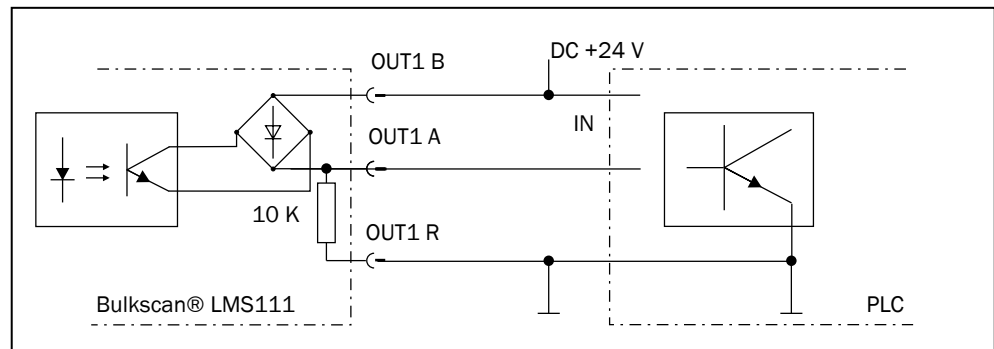 OUT1 B
DC +24 V
IN
OUT1 A
10 K
OUT1 R
Bulkscan® LMS111
PLC